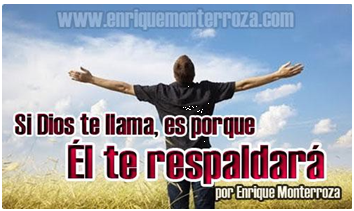 www.enriquemonterroza.com
Si Dios te llama, es porque
Él te respaldará
por Enrique Monterroza